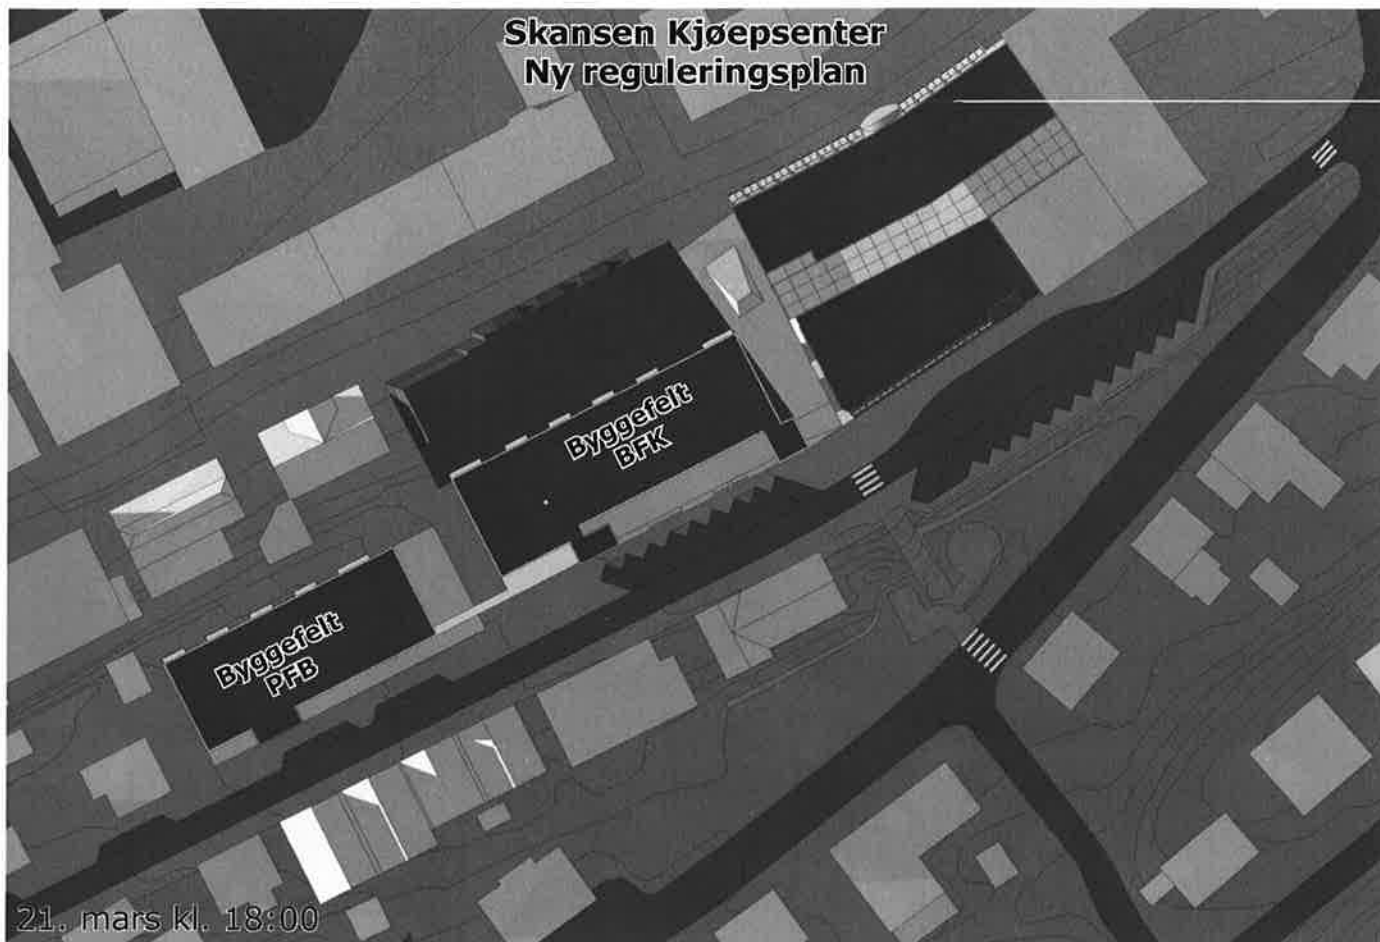 Skansen Kjøepsenter
Ny reguleringsplan
Byggefelt
BFK
Byggefelt
PFB
21. mars kl. 18:00